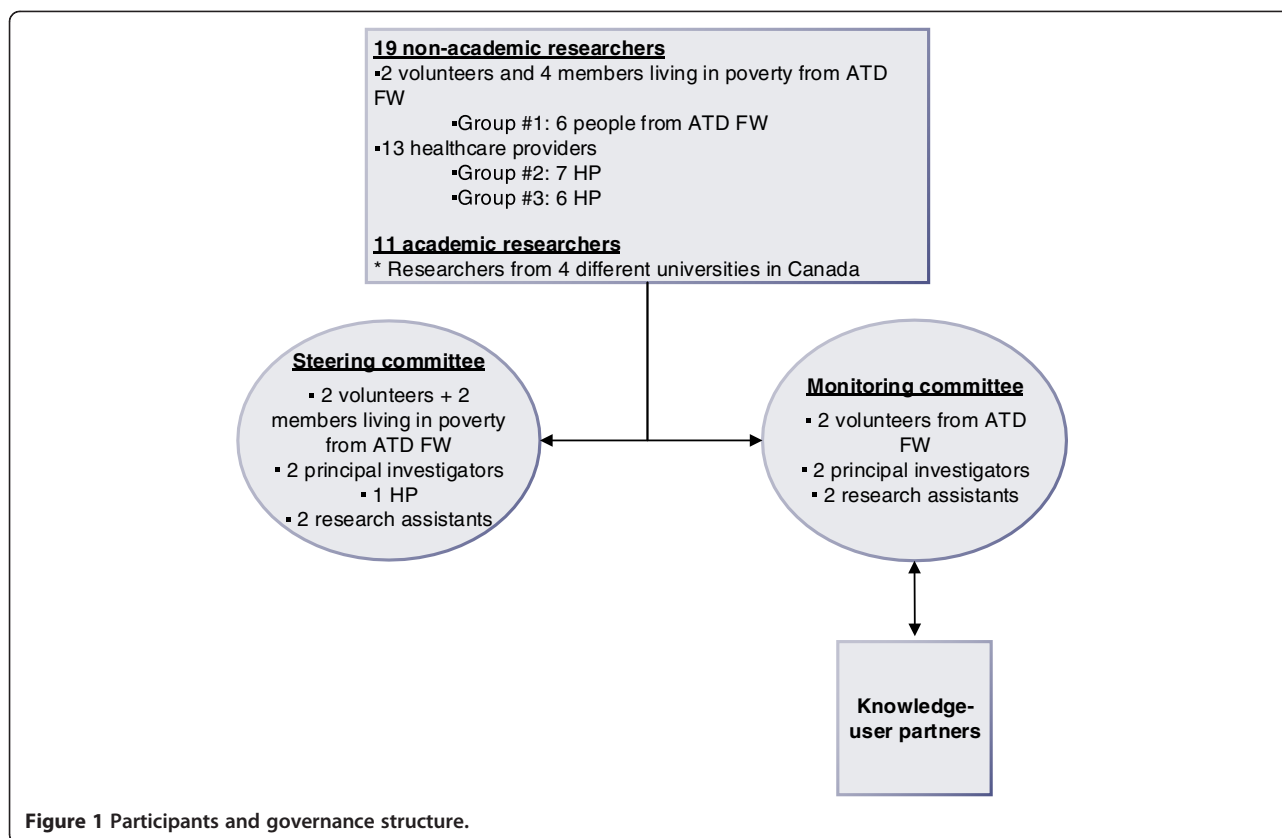 19 non-academic researchers
▪2 volunteers and 4 members living in poverty from ATD
FW
▪Group #1: 6 people from ATD FW
▪13 healthcare providers
▪Group #2: 7 HP
▪Group #3: 6 HP
11 academic researchers
* Researchers from 4 different universities in Canada
Steering committee
▪ 2 volunteers + 2
members living in poverty
from ATD FW
▪ 2 principal investigators
▪ 1 HP
▪ 2 research assistants
Monitoring committee
▪ 2 volunteers from ATD
FW
▪ 2 principal investigators
▪ 2 research assistants
Knowledge-
user partners
Figure 1 Participants and governance structure.